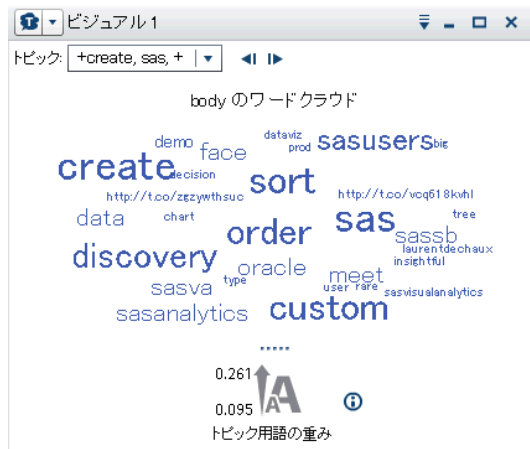 ビジュアル 1
トピック: +create, sas, +
body のワードクラウド
demo
face
dataviz
prod
sasusers
big
create
decision
sort
http://t.co/zgzywthsuc
http://t.co/vcq618kvhl
data
chart
order
sas
tree
sassb
laurentdechaux
insightful
discovery
type
oracle
meet
sasva
user
rare
sasvisualanalytics
sasanalytics
custom
0.261
0.095
トピック用語の重み